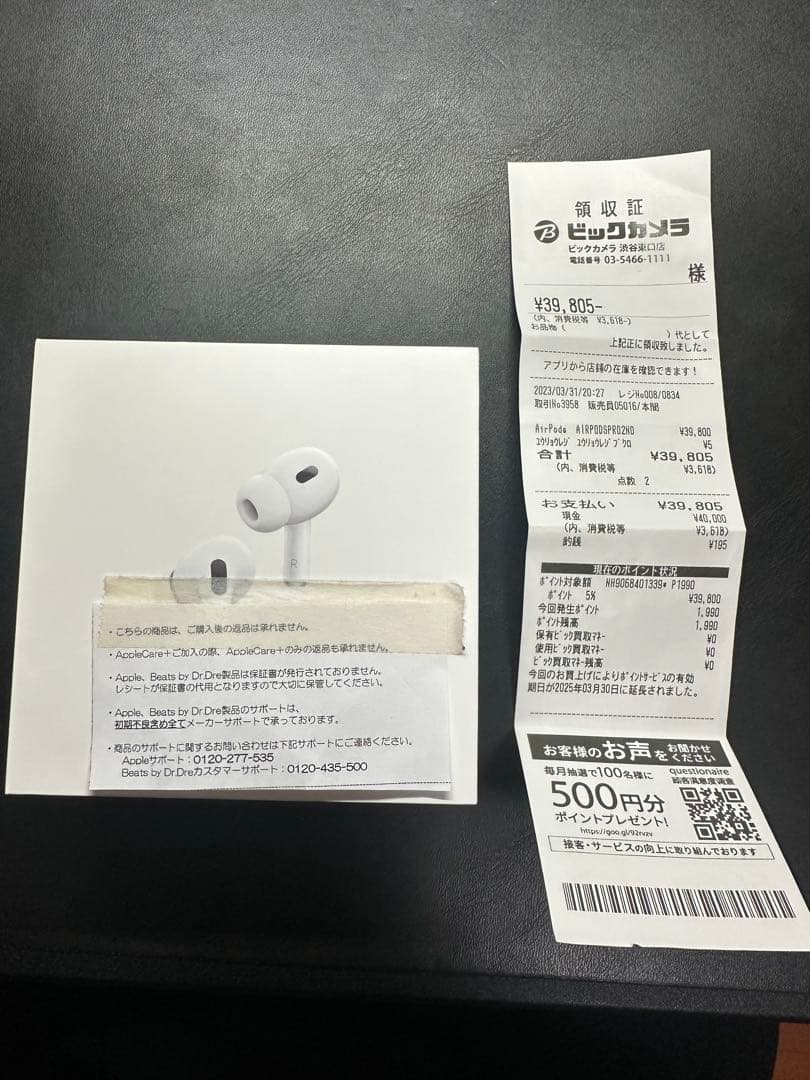 R
・こちらの商品は、ご購入後の返品は承れません。
・AppleCare+ご加入の際、AppleCare+のみの返品も承れません。
・Apple、Beats by Dr.Dre製品は保証書が発行されておりません。
レシートが保証書の代用となりますので大切に保管してください。
・Apple、Beats by Dr.Dre製品のサポートは、
初期不良含め全てメーカーサポートで承っております。
・商品のサポートに関するお問い合わせは下記サポートにご連絡ください。
Appleサポート：0120-277-535
Beats by Dr.Dreカスタマーサポート：0120-435-500
領収証
B ビックカメラ
ビックカメラ 渋谷東口店
電話番号 03-5466-1111
様
¥39,805-
(内、消費税等 ¥3,618-)
お品物（
）代として
上記正に領収致しました。
アプリから店舗の在庫を確認できます！
2023/03/31/20:27 レジNo008/0834
取引No3958 販売員05016/本間
AirPods AIRPODSPRO2ND ¥39,800
ユウリョウレジ ユウリョウレジブクロ ¥5
合計 ¥39,805
(内、消費税等 ¥3,618)
点数 2
お支払い ¥39,805
現金 ¥40,000
(内、消費税等 ¥3,618)
釣銭 ¥195
現在のポイント状況
ポイント対象額 NH9068401339* P1990
¥39,800
ポイント 5% 1,990
今回発生ポイント 1,990
ポイント残高
保有ビック買取マネー ¥0
使用ビック買取マネー ¥0
ビック買取マネー残高 ¥0
今回のお買上げによりポイントサービスの有効
期日が2025年03月30日に延長されました。
お客様のお声をお聞かせください
毎月抽選で100名様に
500円分
ポイントプレゼント！
https://goo.gl/92rvzv
questionaire
顧客満意度調查
接客・サービスの向上に取り組んでおります